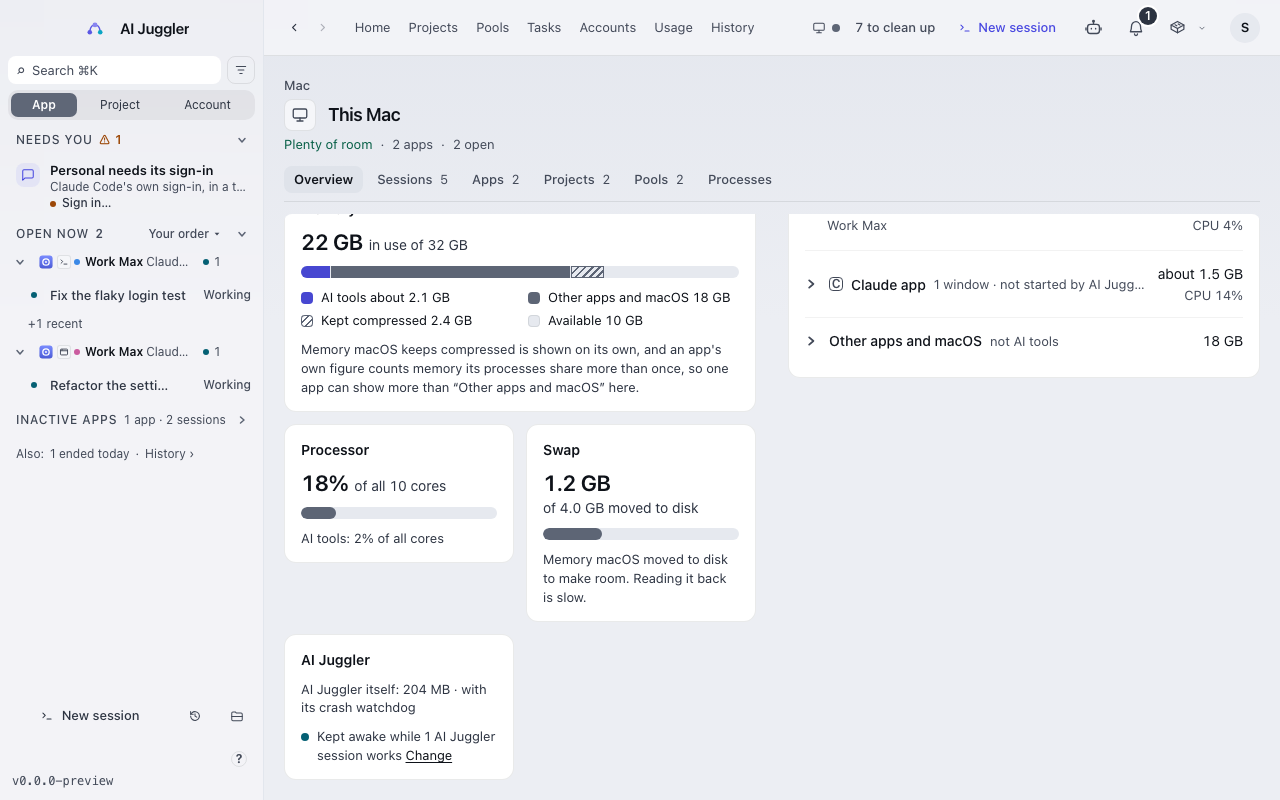 AI Juggler
Search ⌘K
App Project Account
NEEDS YOU 1
Personal needs its sign-in
Claude Code's own sign-in, in a t…
Sign in…
OPEN NOW 2 Your order
Work Max Claud… 1
Fix the flaky login test Working
+1 recent
Work Max Claud… 1
Refactor the setti… Working
INACTIVE APPS 1 app · 2 sessions
Also: 1 ended today · History ›
New session
?
v0.0.0-preview
Home Projects Pools Tasks Accounts Usage History
7 to clean up
New session
1
S
Mac
This Mac
Plenty of room · 2 apps · 2 open
Overview Sessions 5 Apps 2 Projects 2 Pools 2 Processes
22 GB in use of 32 GB
AI tools about 2.1 GB
Other apps and macOS 18 GB
Kept compressed 2.4 GB
Available 10 GB
Memory macOS keeps compressed is shown on its own, and an app's
own figure counts memory its processes share more than once, so one
app can show more than “Other apps and macOS” here.
Processor
18% of all 10 cores
AI tools: 2% of all cores
Swap
1.2 GB
of 4.0 GB moved to disk
Memory macOS moved to disk
to make room. Reading it back
is slow.
AI Juggler
AI Juggler itself: 204 MB · with
its crash watchdog
Kept awake while 1 AI Juggler
session works Change
Work Max CPU 4%
Claude app 1 window · not started by AI Jugg… about 1.5 GB
CPU 14%
Other apps and macOS not AI tools 18 GB